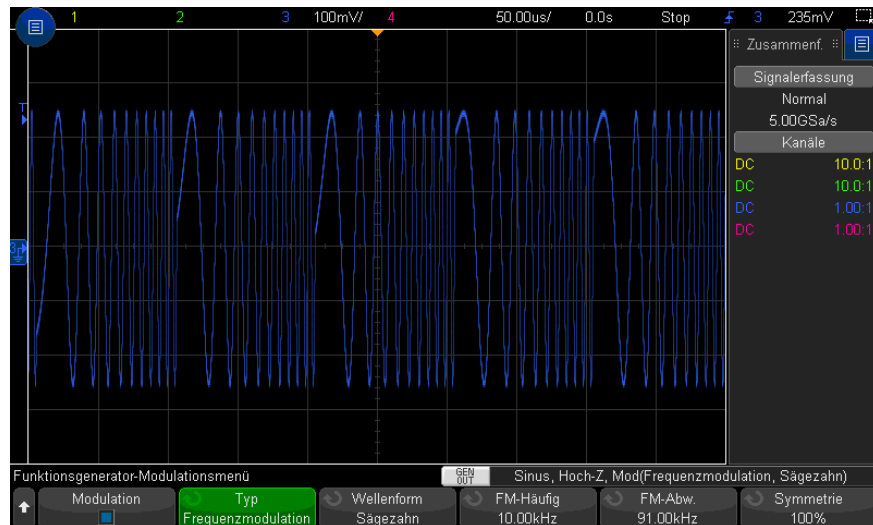 1 2 3 100mV/ 4 50.00us/ 0.0s Stop 3 235mV
Zusammenf.
Signalerfassung
Normal
5.00GSa/s
Kanäle
DC 10.0:1
DC 10.0:1
DC 1.00:1
DC 1.00:1
T
3
Funktionsgenerator-Modulationsmenü GEN OUT Sinus, Hoch-Z, Mod(Frequenzmodulation, Sägezahn)
Modulation Typ Wellenform FM-Häufig FM-Abw. Symmetrie
Frequenzmodulation Sägezahn 10.00kHz 91.00kHz 100%